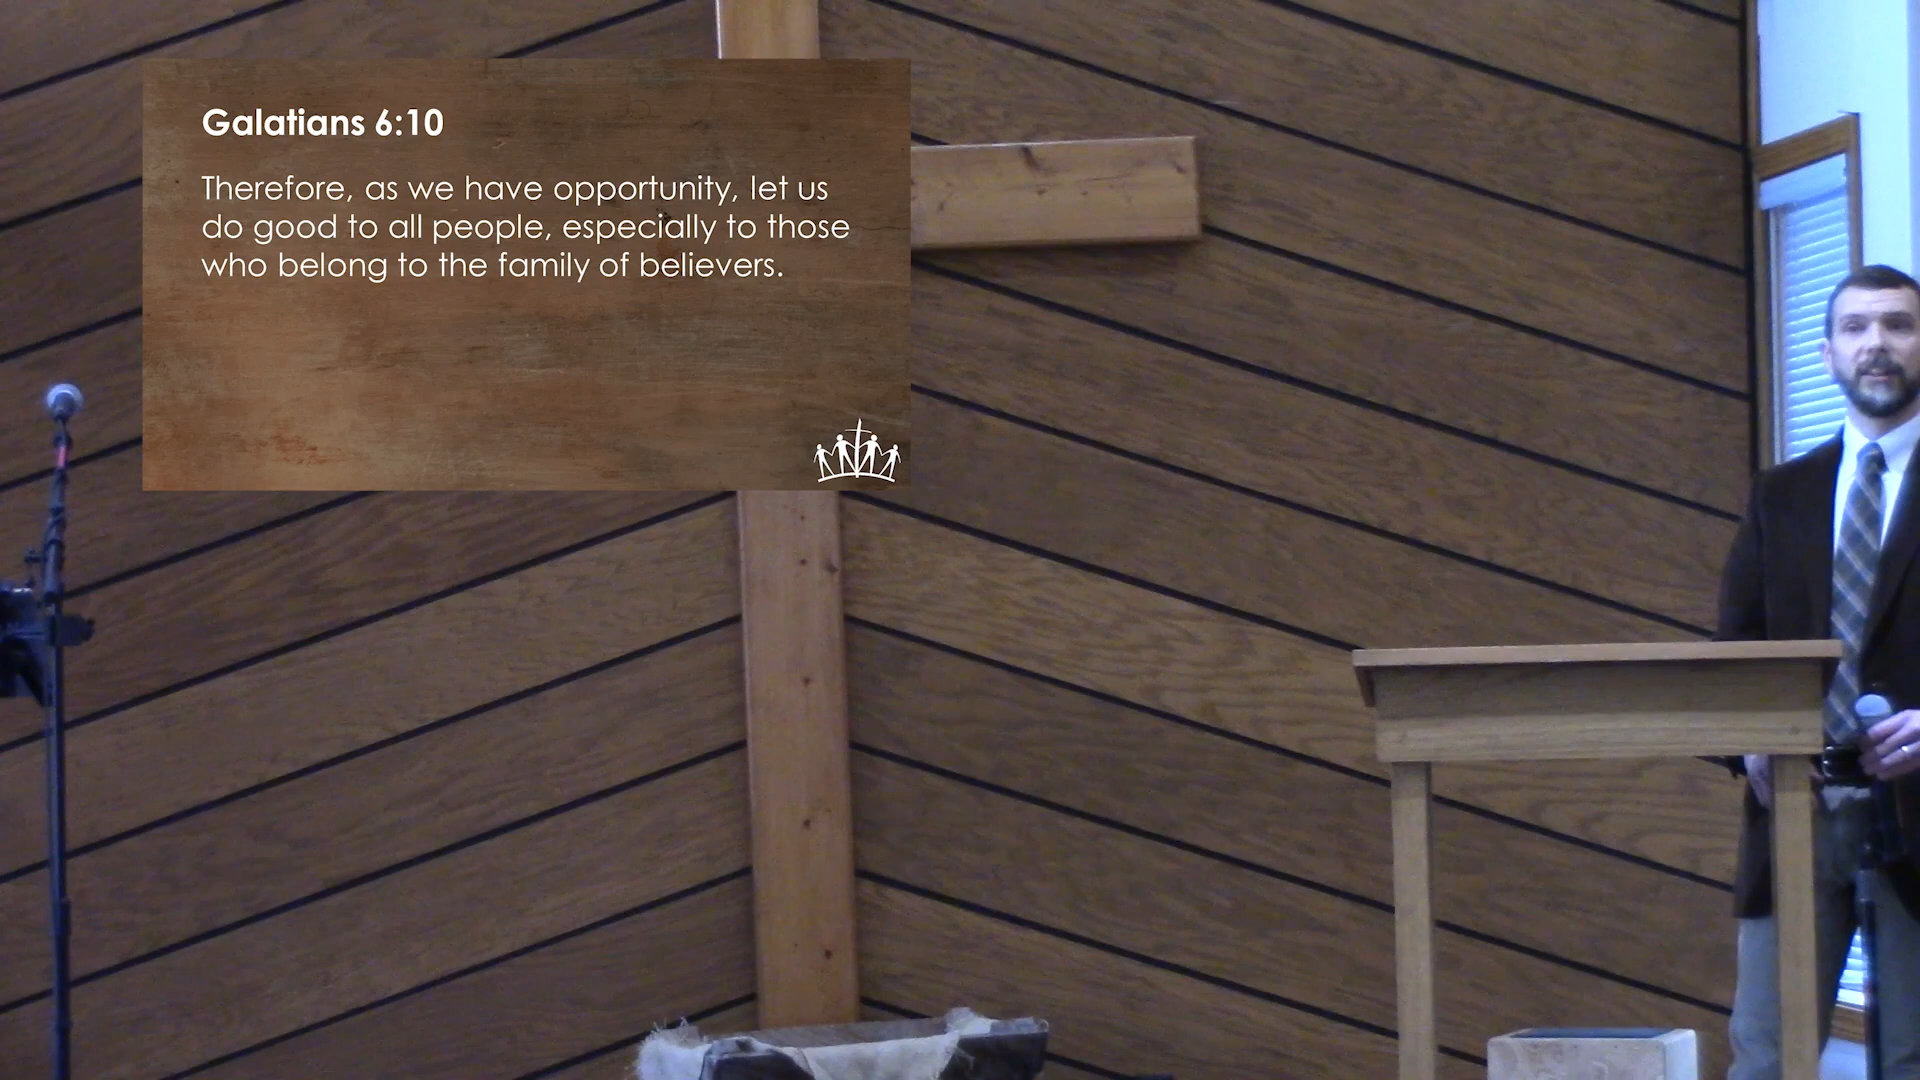 Galatians 6:10
Therefore, as we have opportunity, let us
do good to all people, especially to those
who belong to the family of believers.